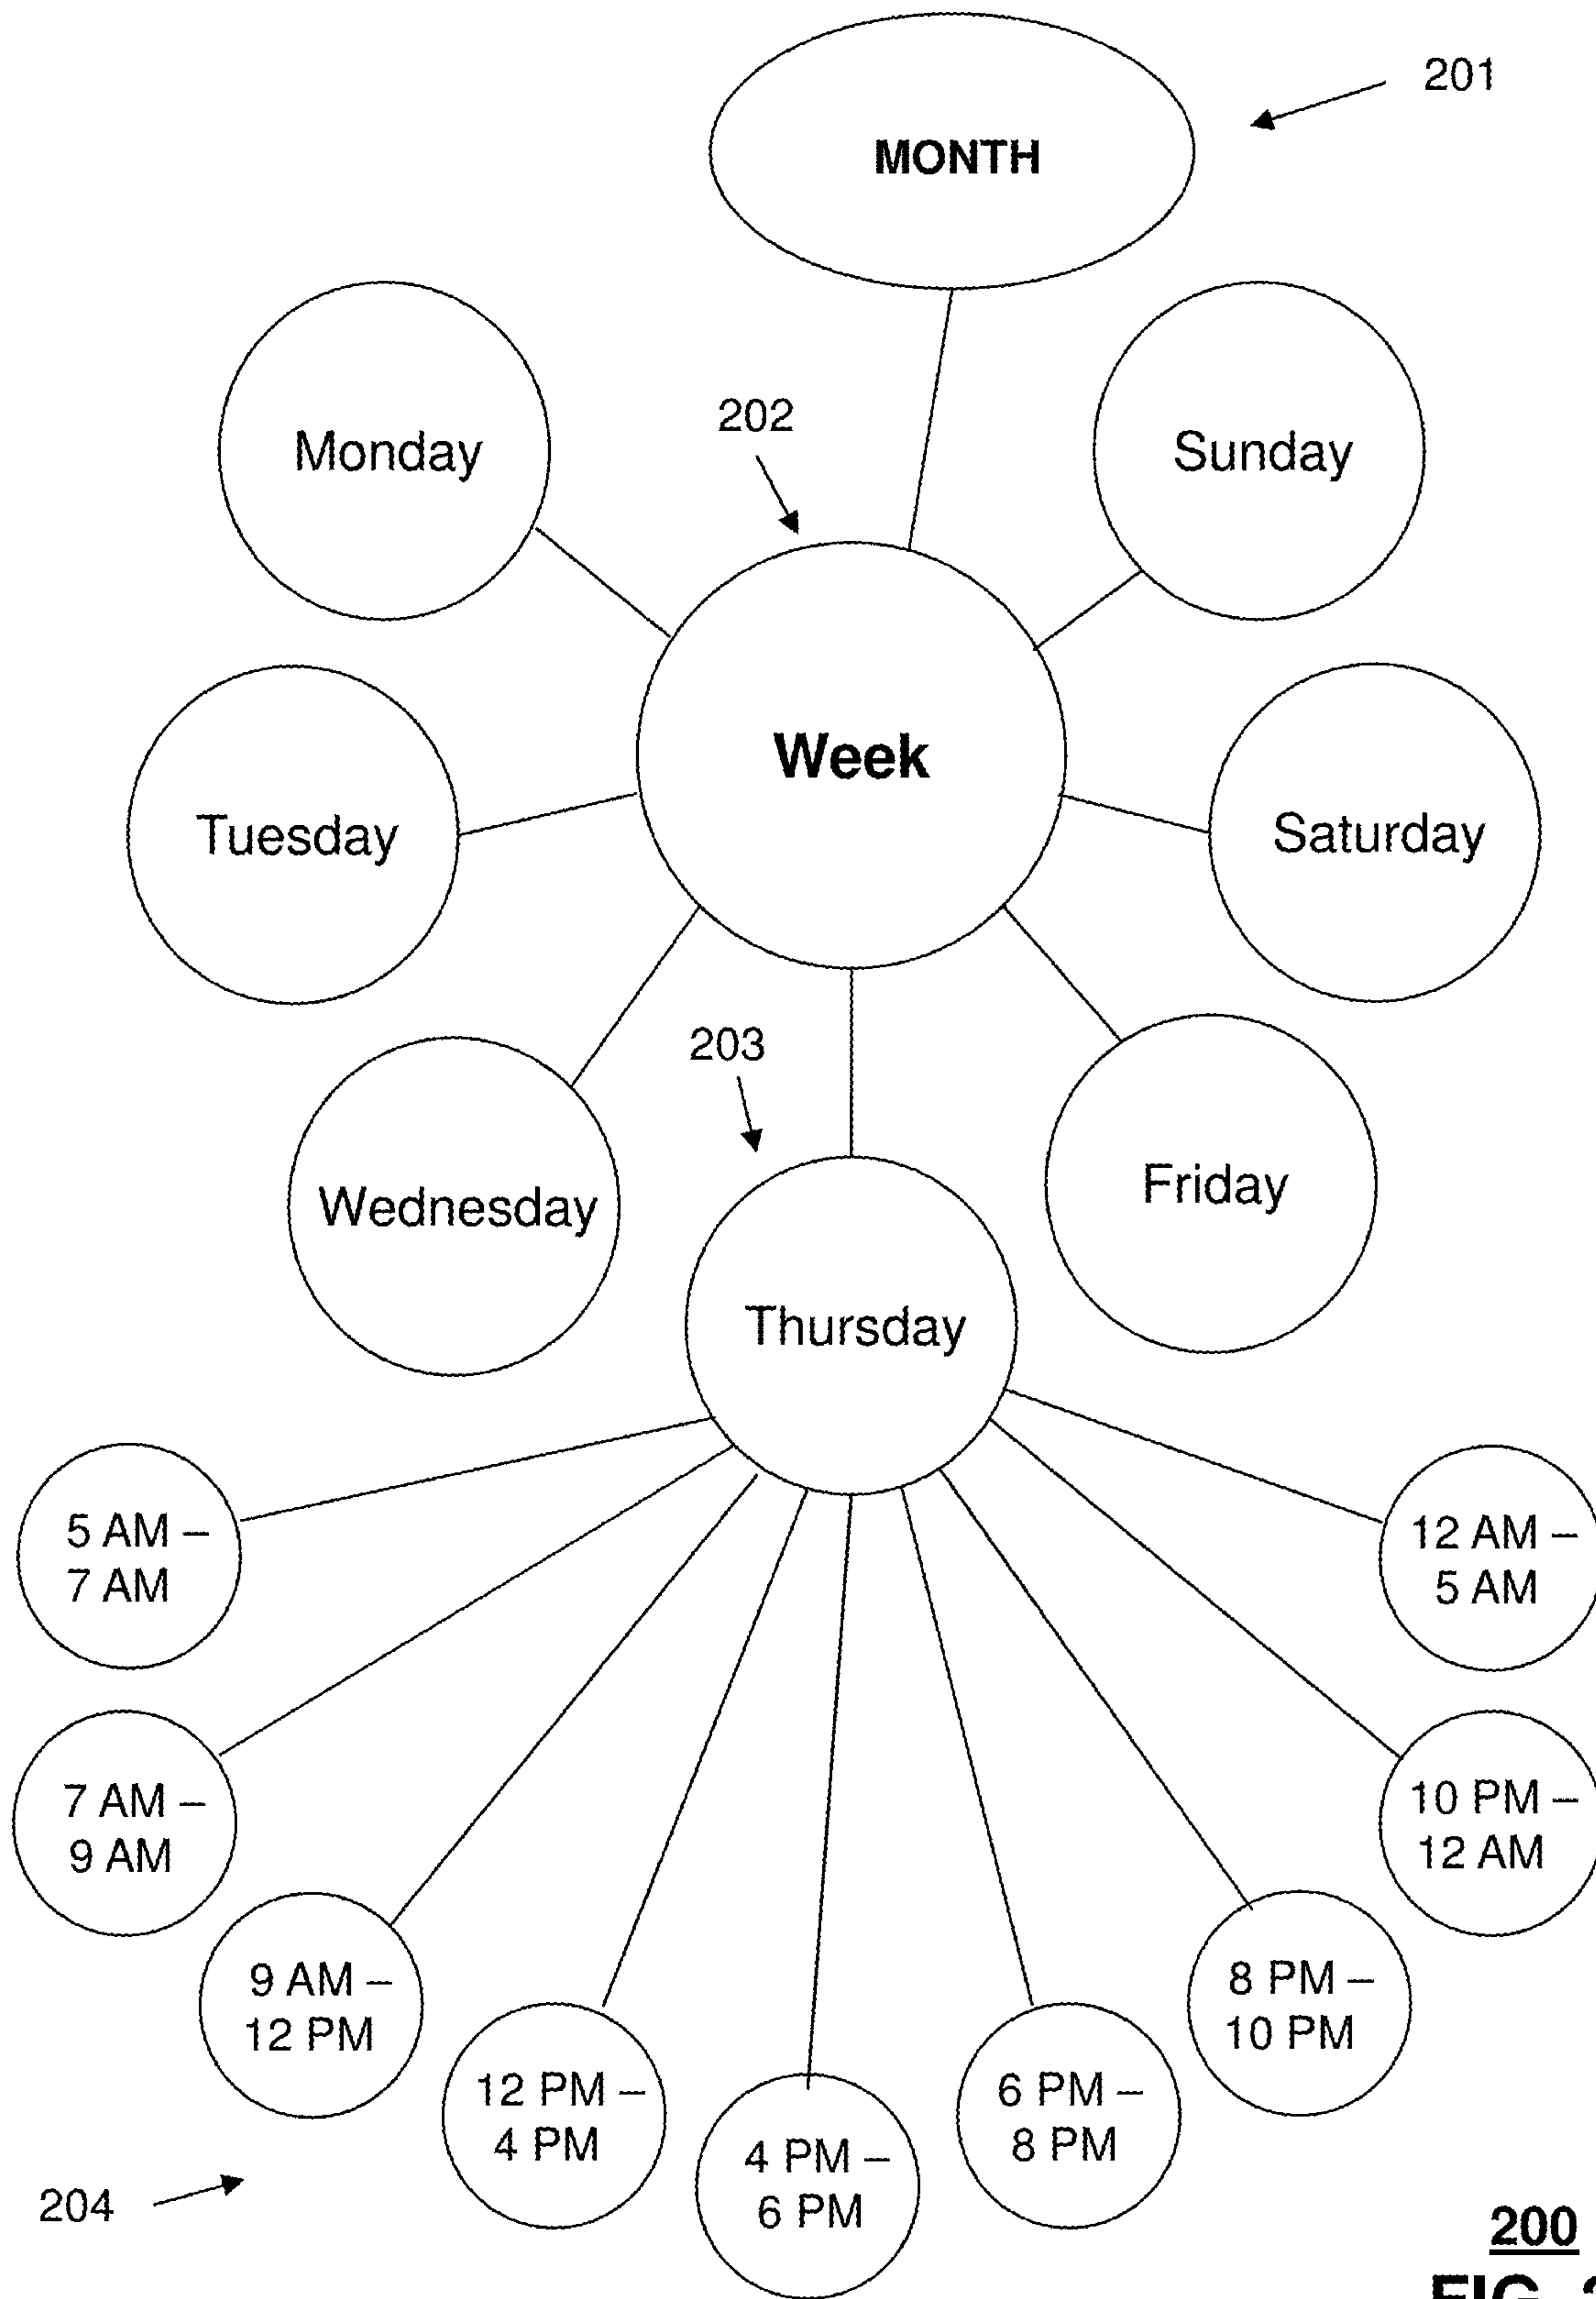 201
MONTH
202
Monday
Sunday
Week
Tuesday
Saturday
203
Wednesday
Friday
Thursday
5 AM –
7 AM
12 AM –
5 AM
7 AM –
9 AM
10 PM –
12 AM
9 AM –
12 PM
8 PM –
10 PM
12 PM –
4 PM
6 PM –
8 PM
4 PM –
6 PM
204
200
FIG.